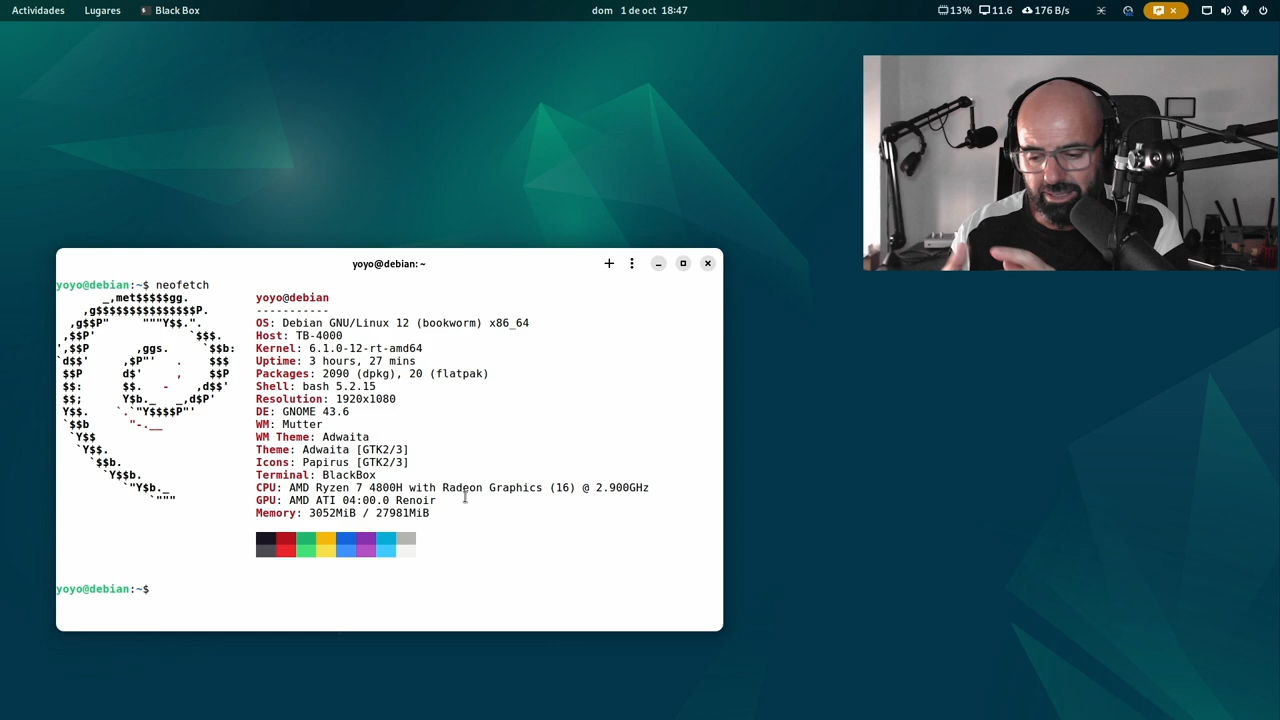 Actividades Lugares Black Box dom 1 de oct 18:47 13% 11.6 176 B/s
yoyo@debian: ~
yoyo@debian:~$ neofetch
_,met$$$$$gg.
,g$$$$$$$$$$$$$$$P.
,g$$P" """Y$$.".
,$$P' `$$$.
',$$P ,ggs. `$$b:
`d$$' ,$P"' . $$$
$$P d$' , $$P
$$: $$. - ,d$$'
$$; Y$b._ _,d$P'
Y$$. `.`"Y$$$$P"'
`$$b "-.__
`Y$$
`Y$$.
`$$b.
`Y$$b.
`"Y$b._
`"""
yoyo@debian
-----------
OS: Debian GNU/Linux 12 (bookworm) x86_64
Host: TB-4000
Kernel: 6.1.0-12-rt-amd64
Uptime: 3 hours, 27 mins
Packages: 2090 (dpkg), 20 (flatpak)
Shell: bash 5.2.15
Resolution: 1920x1080
DE: GNOME 43.6
WM: Mutter
WM Theme: Adwaita
Theme: Adwaita [GTK2/3]
Icons: Papirus [GTK2/3]
Terminal: BlackBox
CPU: AMD Ryzen 7 4800H with Radeon Graphics (16) @ 2.900GHz
GPU: AMD ATI 04:00.0 Renoir
Memory: 3052MiB / 27981MiB
yoyo@debian:~$